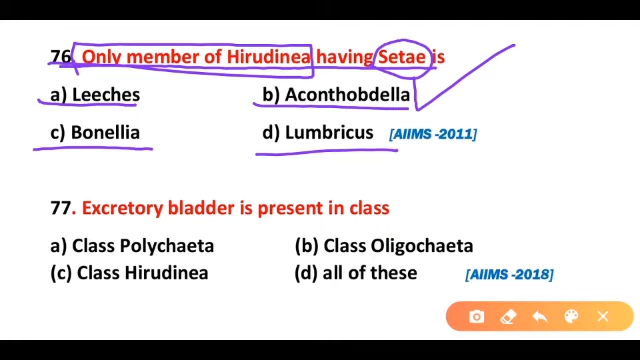 76. Only member of Hirudinea having Setae is
a) Leeches b) Aconthobdella
c) Bonellia d) Lumbricus [AIIMS -2011]
77. Excretory bladder is present in class
a) Class Polychaeta (b) Class Oligochaeta
(c) Class Hirudinea (d) all of these [AIIMS -2018]